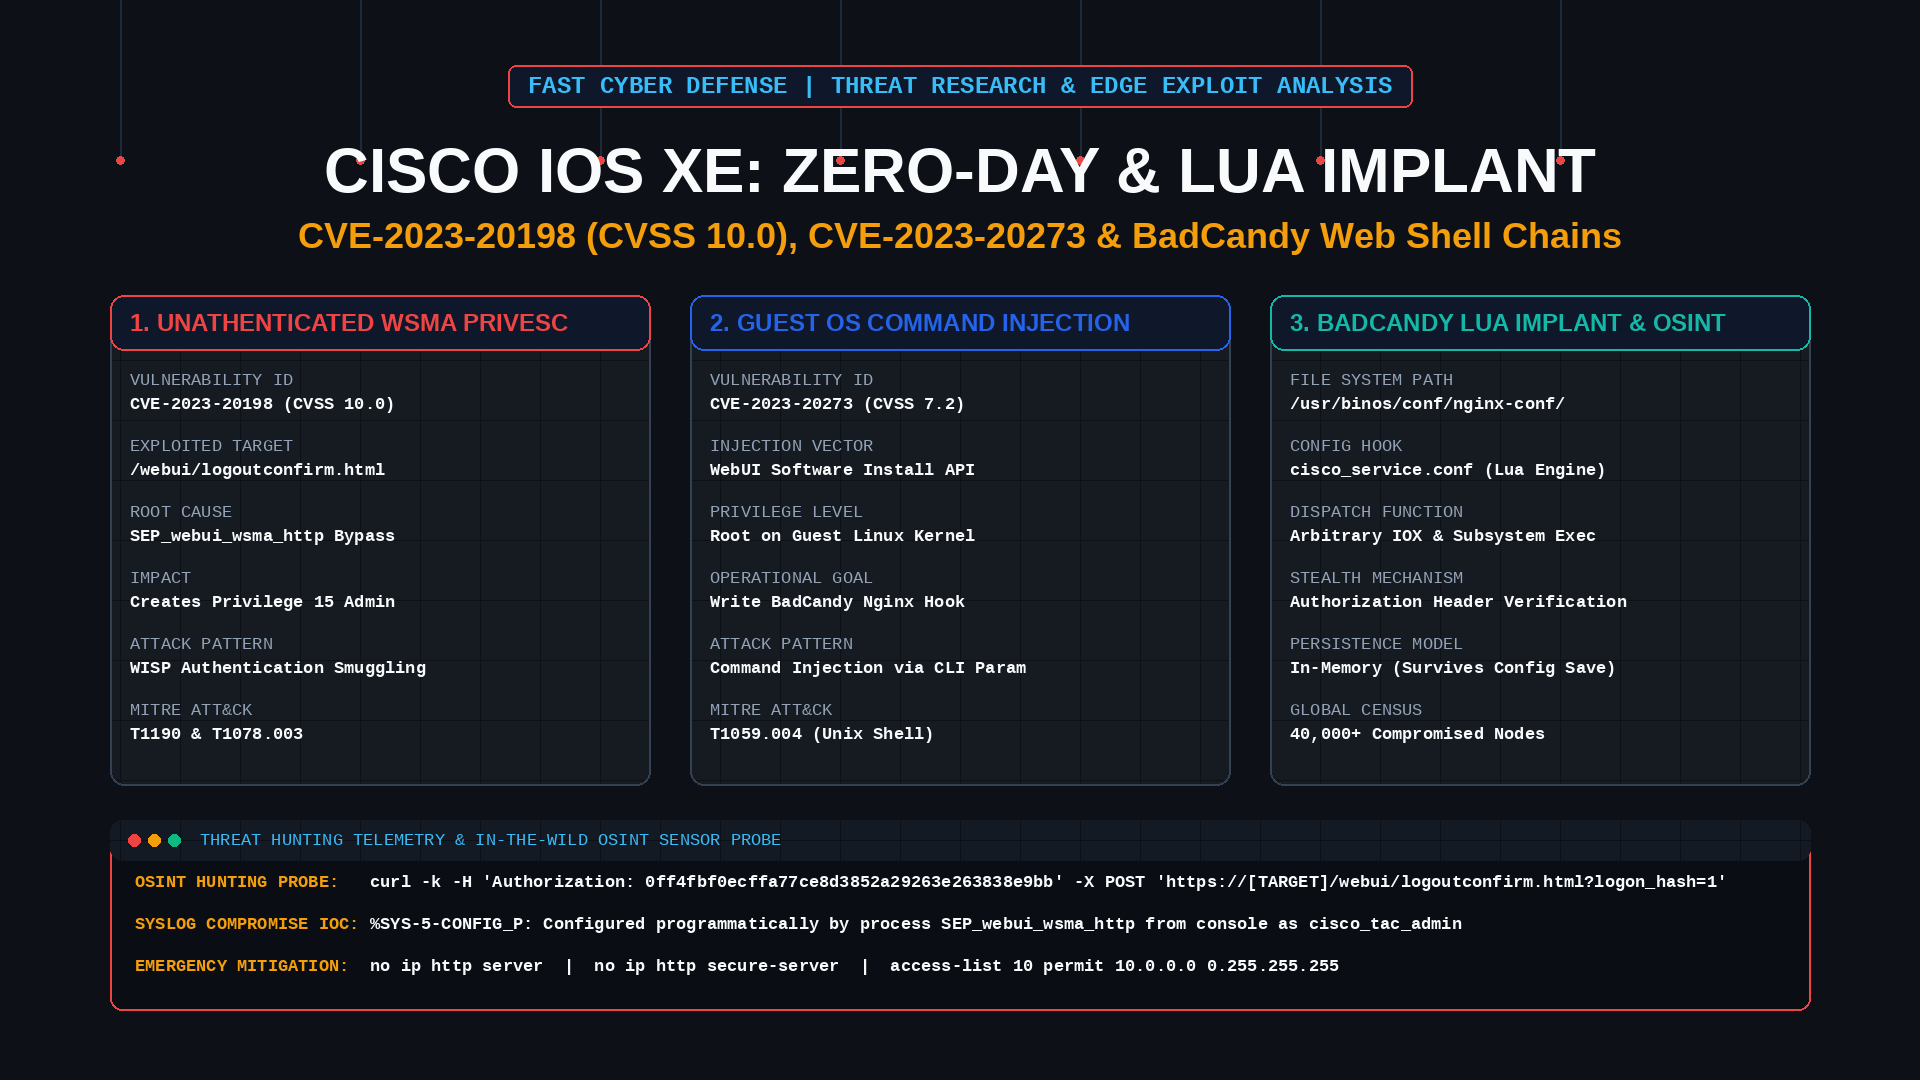 FAST CYBER DEFENSE | THREAT RESEARCH & EDGE EXPLOIT ANALYSIS
CISCO IOS XE: ZERO-DAY & LUA IMPLANT
CVE-2023-20198 (CVSS 10.0), CVE-2023-20273 & BadCandy Web Shell Chains
1. UNATHENTICATED WSMA PRIVESC
VULNERABILITY ID
CVE-2023-20198 (CVSS 10.0)
EXPLOITED TARGET
/webui/logoutconfirm.html
ROOT CAUSE
SEP_webui_wsma_http Bypass
IMPACT
Creates Privilege 15 Admin
ATTACK PATTERN
WISP Authentication Smuggling
MITRE ATT&CK
T1190 & T1078.003
2. GUEST OS COMMAND INJECTION
VULNERABILITY ID
CVE-2023-20273 (CVSS 7.2)
INJECTION VECTOR
WebUI Software Install API
PRIVILEGE LEVEL
Root on Guest Linux Kernel
OPERATIONAL GOAL
Write BadCandy Nginx Hook
ATTACK PATTERN
Command Injection via CLI Param
MITRE ATT&CK
T1059.004 (Unix Shell)
3. BADCANDY LUA IMPLANT & OSINT
FILE SYSTEM PATH
/usr/binos/conf/nginx-conf/
CONFIG HOOK
cisco_service.conf (Lua Engine)
DISPATCH FUNCTION
Arbitrary IOX & Subsystem Exec
STEALTH MECHANISM
Authorization Header Verification
PERSISTENCE MODEL
In-Memory (Survives Config Save)
GLOBAL CENSUS
40,000+ Compromised Nodes
THREAT HUNTING TELEMETRY & IN-THE-WILD OSINT SENSOR PROBE
OSINT HUNTING PROBE: curl -k -H 'Authorization: 0ff4fbf0ecffa77ce8d3852a29263e263838e9bb' -X POST 'https://[TARGET]/webui/logoutconfirm.html?logon_hash=1'
SYSLOG COMPROMISE IOC: %SYS-5-CONFIG_P: Configured programmatically by process SEP_webui_wsma_http from console as cisco_tac_admin
EMERGENCY MITIGATION: no ip http server | no ip http secure-server | access-list 10 permit 10.0.0.0 0.255.255.255